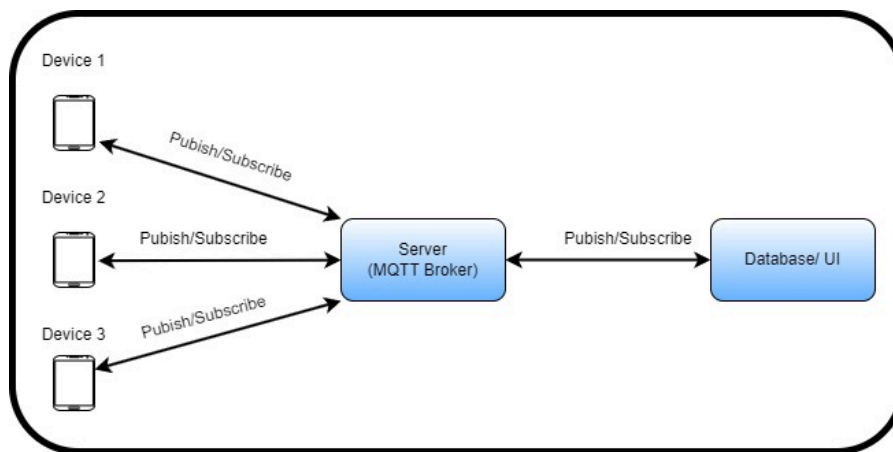 Device 1
Pubish/Subscribe
Device 2
Pubish/Subscribe
Server
(MQTT Broker)
Pubish/Subscribe
Database/ UI
Device 3
Pubish/Subscribe